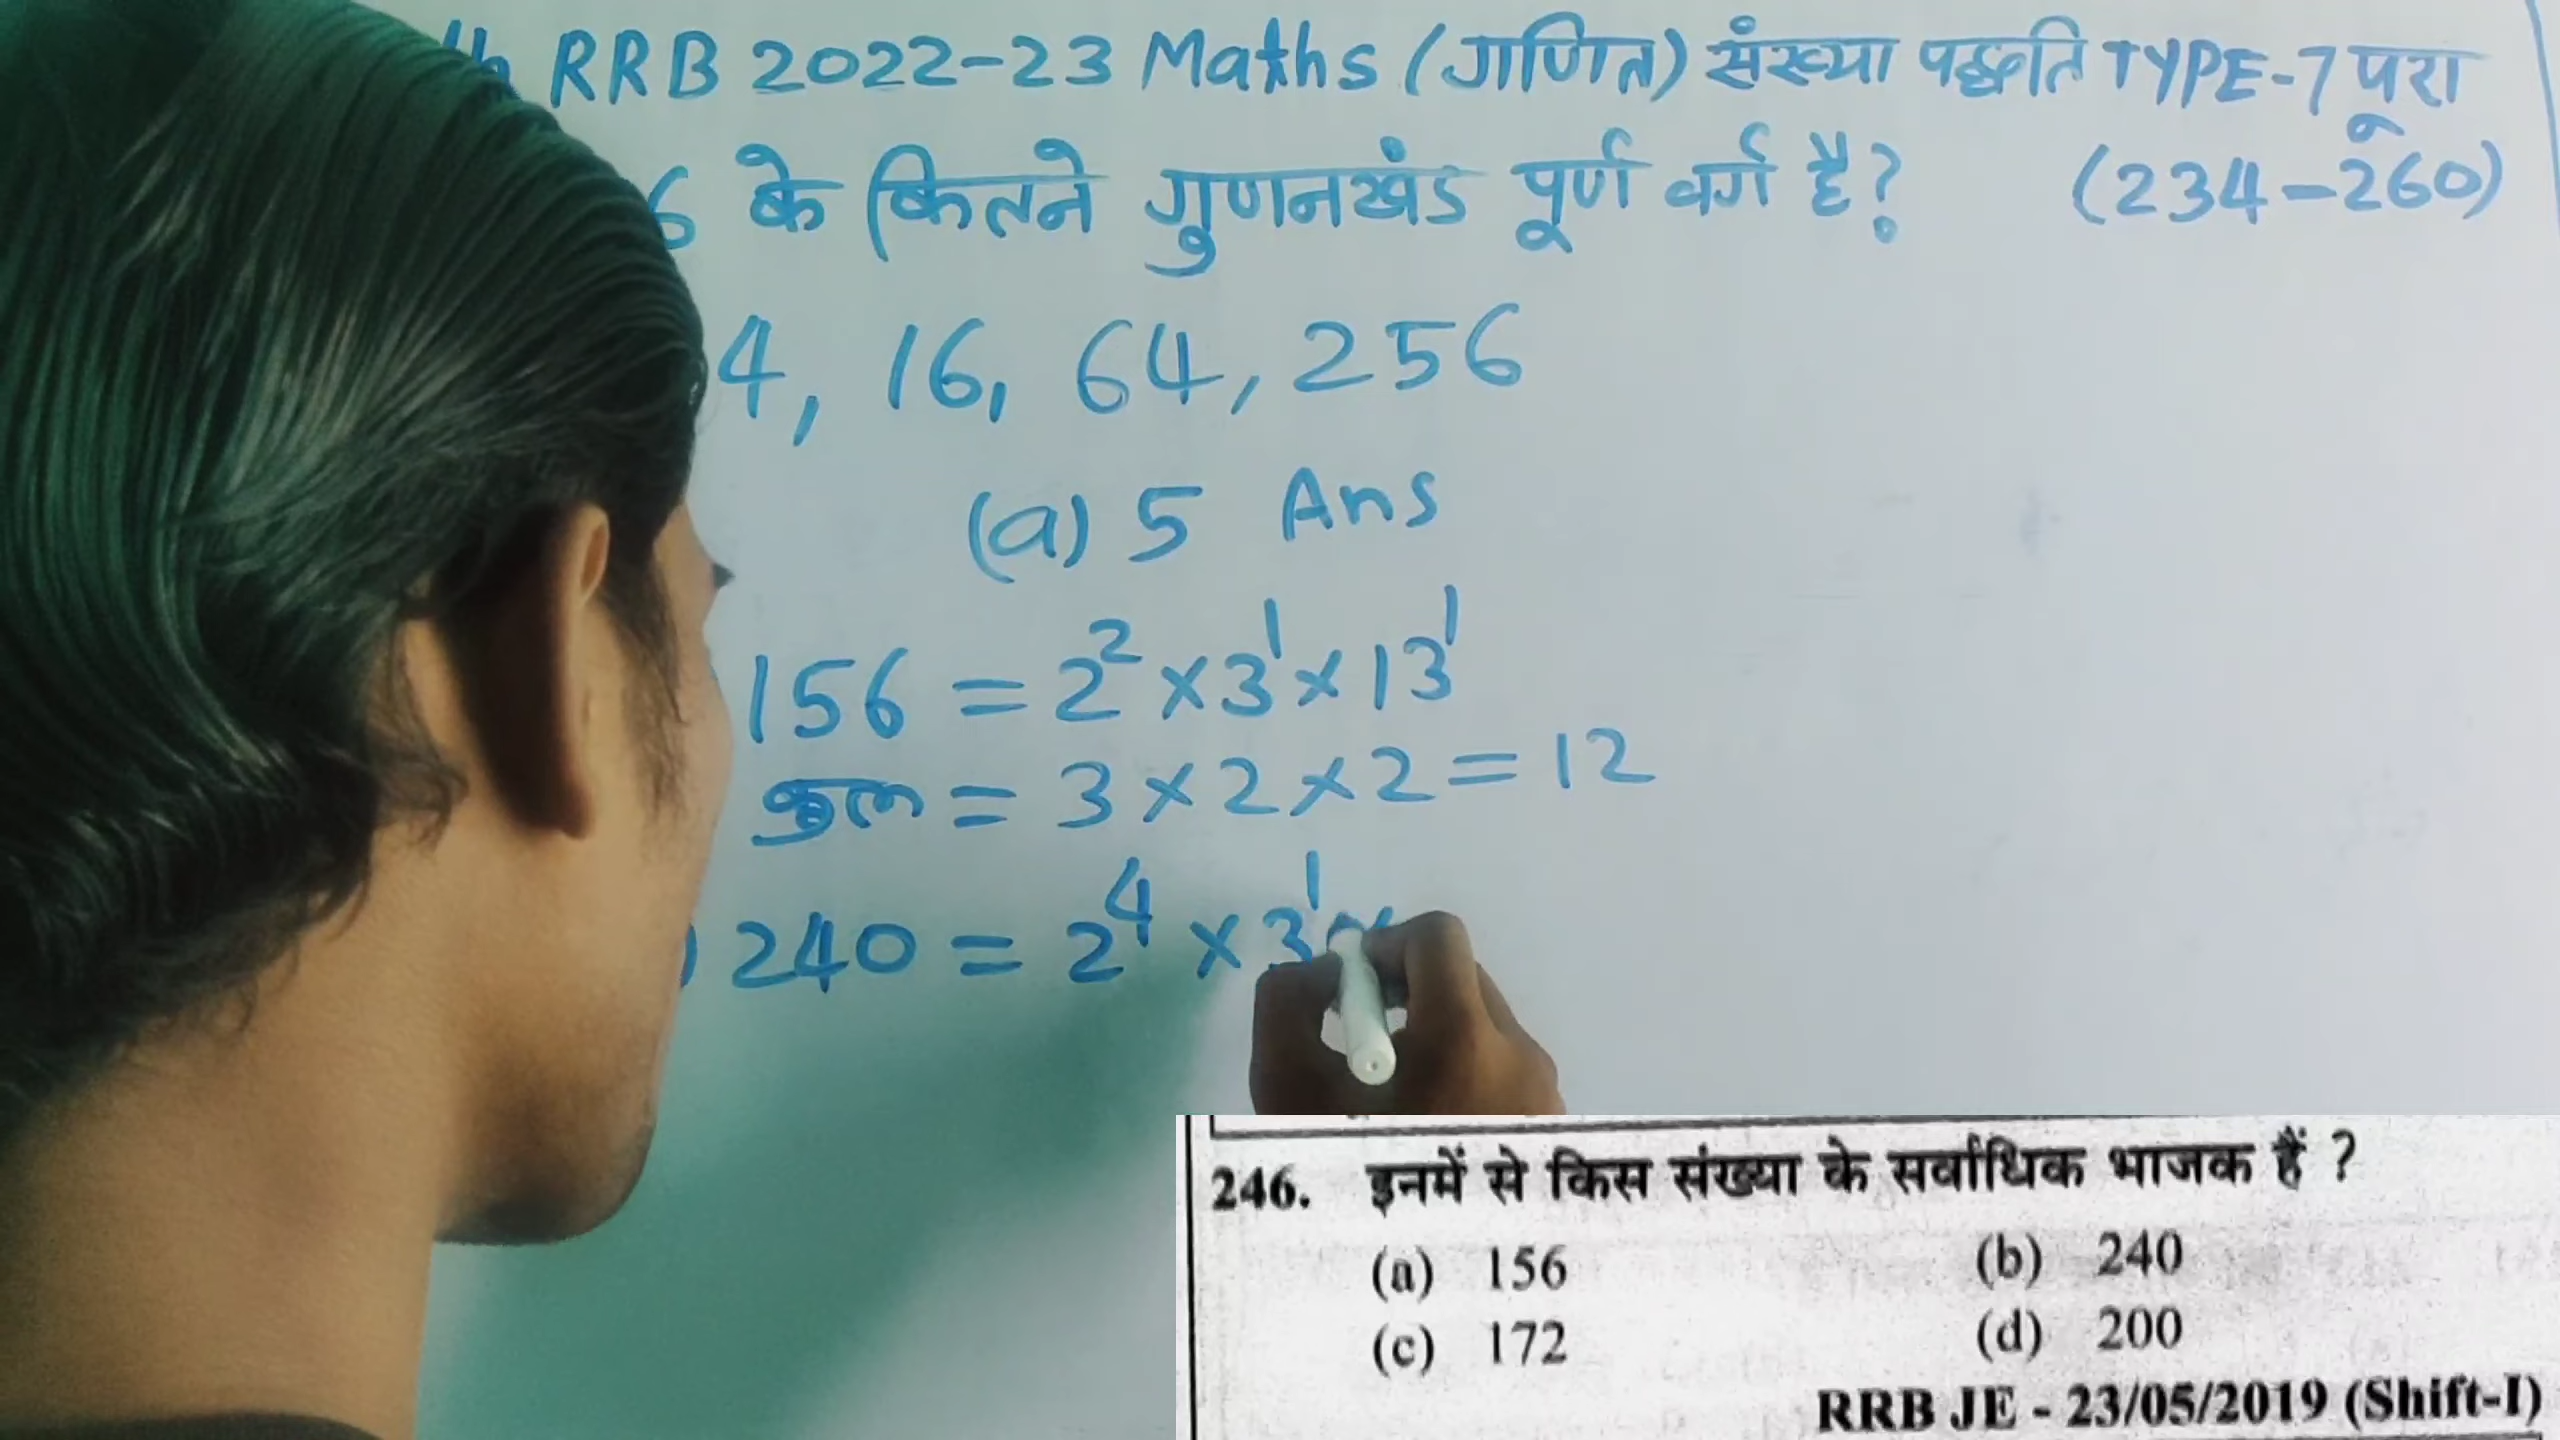 RRB 2022-23 Maths (गणित) संख्या पद्धति TYPE-7 पूरा
6 के कितने गुणनखंड पूर्ण वर्ग है? (234-260)
4, 16, 64, 256
(a) 5 Ans
156 = 2² × 3¹ × 13¹
कुल = 3 × 2 × 2 = 12
) 240 = 2⁴ × 3¹ ×
246. इनमें से किस संख्या के सर्वाधिक भाजक हैं ?
(a) 156 (b) 240
(c) 172 (d) 200
RRB JE - 23/05/2019 (Shift-I)